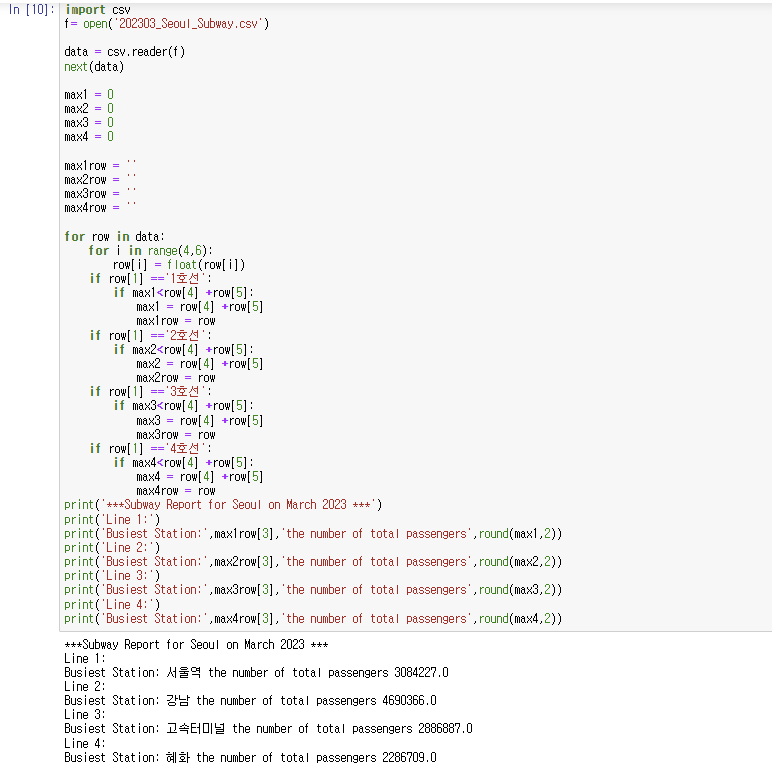 In [10]:
import csv
f= open('202303_Seoul_Subway.csv')
data = csv.reader(f)
next(data)
max1 = 0
max2 = 0
max3 = 0
max4 = 0
max1row = ''
max2row = ''
max3row = ''
max4row = ''
for row in data:
    for i in range(4,6):
        row[i] = float(row[i])
    if row[1] =='1호선':
        if max1<row[4] +row[5]:
            max1 = row[4] +row[5]
            max1row = row
    if row[1] =='2호선':
        if max2<row[4] +row[5]:
            max2 = row[4] +row[5]
            max2row = row
    if row[1] =='3호선':
        if max3<row[4] +row[5]:
            max3 = row[4] +row[5]
            max3row = row
    if row[1] =='4호선':
        if max4<row[4] +row[5]:
            max4 = row[4] +row[5]
            max4row = row
print('***Subway Report for Seoul on March 2023 ***')
print('Line 1:')
print('Busiest Station:',max1row[3],'the number of total passengers',round(max1,2))
print('Line 2:')
print('Busiest Station:',max2row[3],'the number of total passengers',round(max2,2))
print('Line 3:')
print('Busiest Station:',max3row[3],'the number of total passengers',round(max3,2))
print('Line 4:')
print('Busiest Station:',max4row[3],'the number of total passengers',round(max4,2))
***Subway Report for Seoul on March 2023 ***
Line 1:
Busiest Station: 서울역 the number of total passengers 3084227.0
Line 2:
Busiest Station: 강남 the number of total passengers 4690366.0
Line 3:
Busiest Station: 고속터미널 the number of total passengers 2886887.0
Line 4:
Busiest Station: 혜화 the number of total passengers 2286709.0